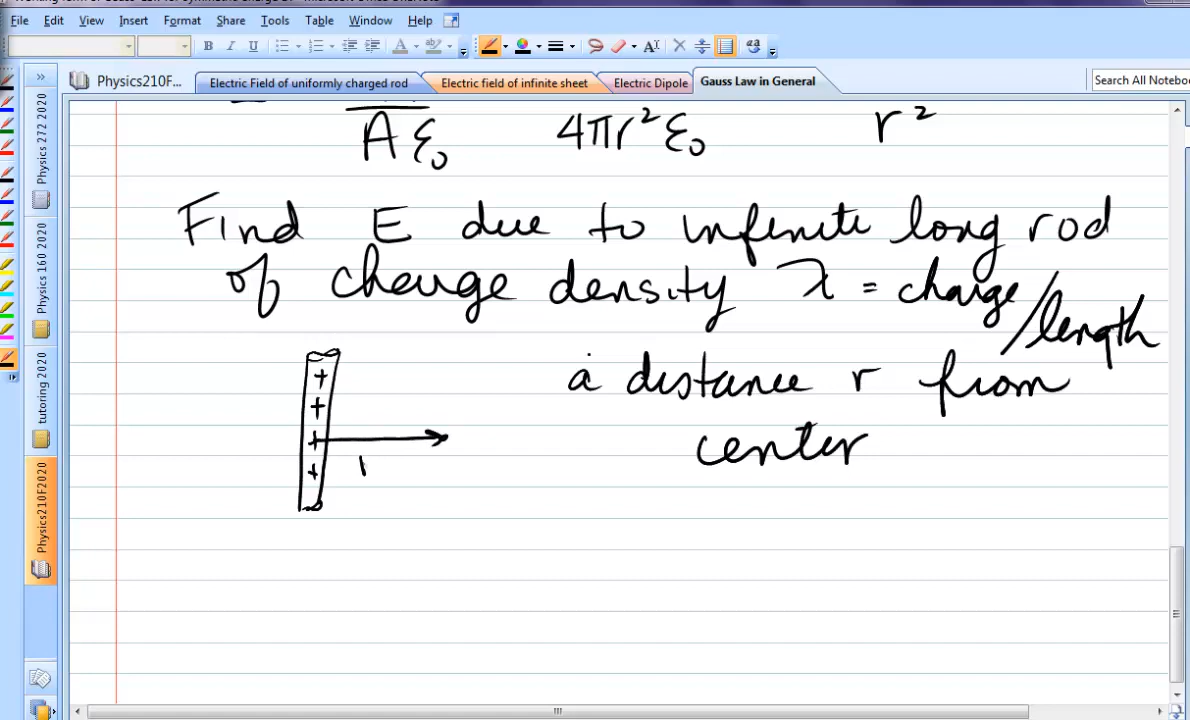 File Edit View Insert Format Share Tools Table Window Help
B I U
Physics210F... Electric Field of uniformly charged rod Electric field of infinite sheet Electric Dipole Gauss Law in General Search All Notebo
Physics 272 2020
Physics 160 2020
tutoring 2020
Physics210F2020
Aε₀ 4πr²ε₀ r²
Find E due to infinite long rod
of charge density λ = charge/length
a distance r from
center
+
+
+
+